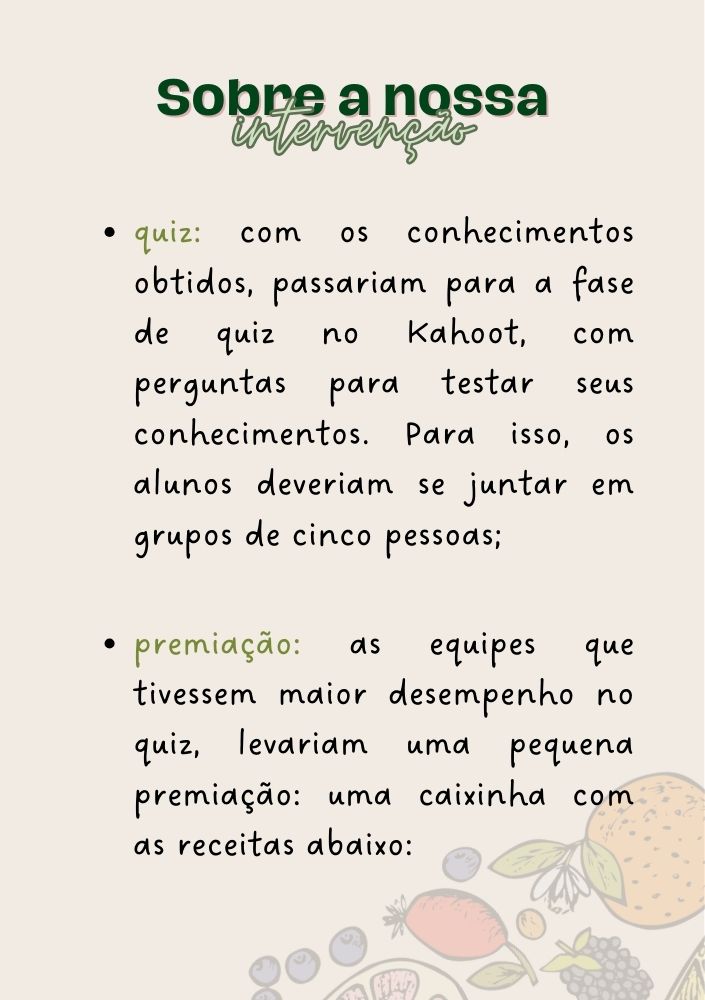 Sobre a nossa
intervenção
• quiz: com os conhecimentos
obtidos, passariam para a fase
de quiz no Kahoot, com
perguntas para testar seus
conhecimentos. Para isso, os
alunos deveriam se juntar em
grupos de cinco pessoas;
• premiação: as equipes que
tivessem maior desempenho no
quiz, levariam uma pequena
premiação: uma caixinha com
as receitas abaixo: